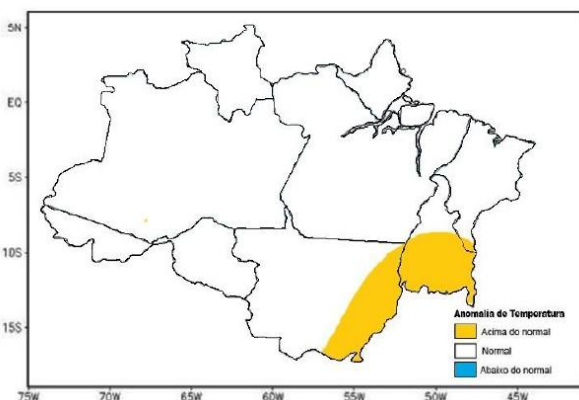 5N
EQ
5S
10S
15S
75W 70W 65W 60W 55W 50W 45W
Anomalia de Temperatura
Acima do normal
Normal
Abaixo do normal